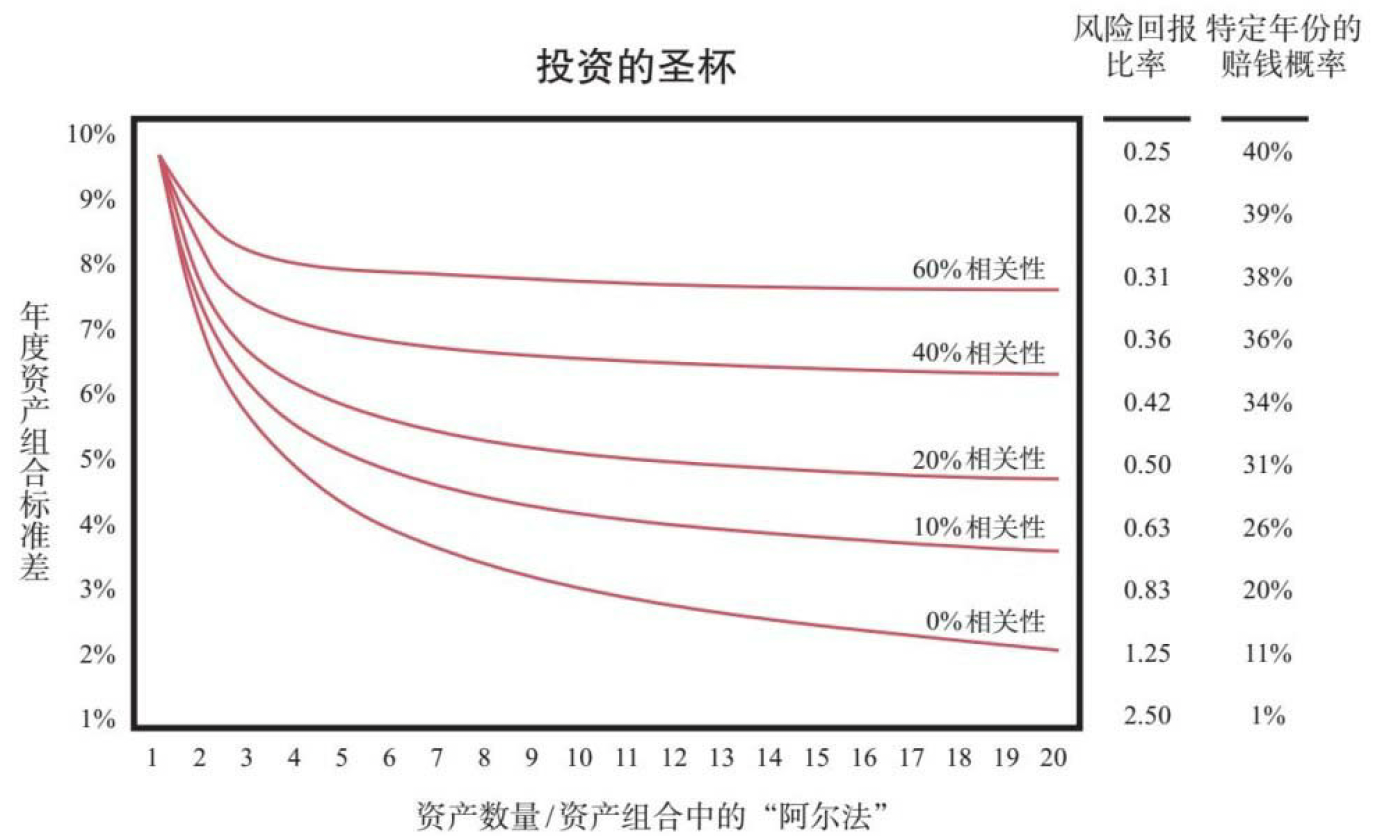 投资的圣杯
风险回报
比率
特定年份的
赔钱概率
年度资产组合标准差
10%
9%
8%
7%
6%
5%
4%
3%
2%
1%
60%相关性
40%相关性
20%相关性
10%相关性
0%相关性
0.25 40%
0.28 39%
0.31 38%
0.36 36%
0.42 34%
0.50 31%
0.63 26%
0.83 20%
1.25 11%
2.50 1%
1 2 3 4 5 6 7 8 9 10 11 12 13 14 15 16 17 18 19 20
资产数量/资产组合中的“阿尔法”